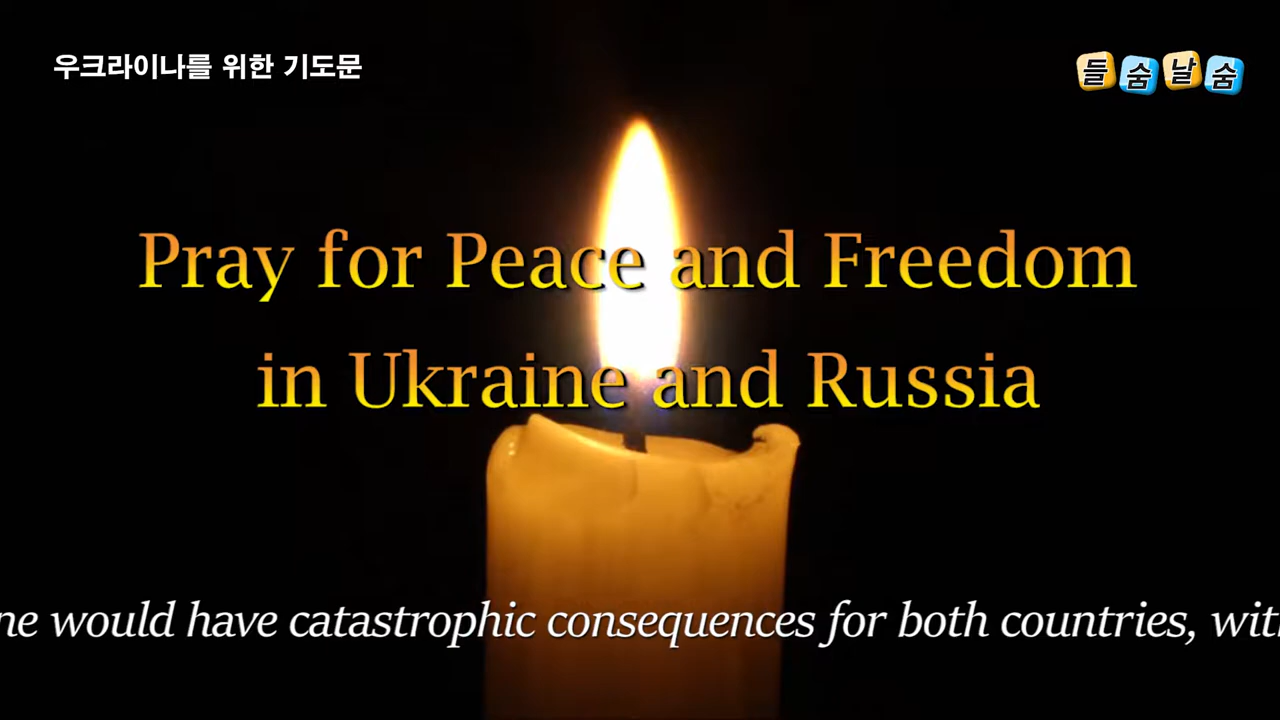 우크라이나를 위한 기도문
들숨날숨
Pray for Peace and Freedom
in Ukraine and Russia
would have catastrophic consequences for both countries,